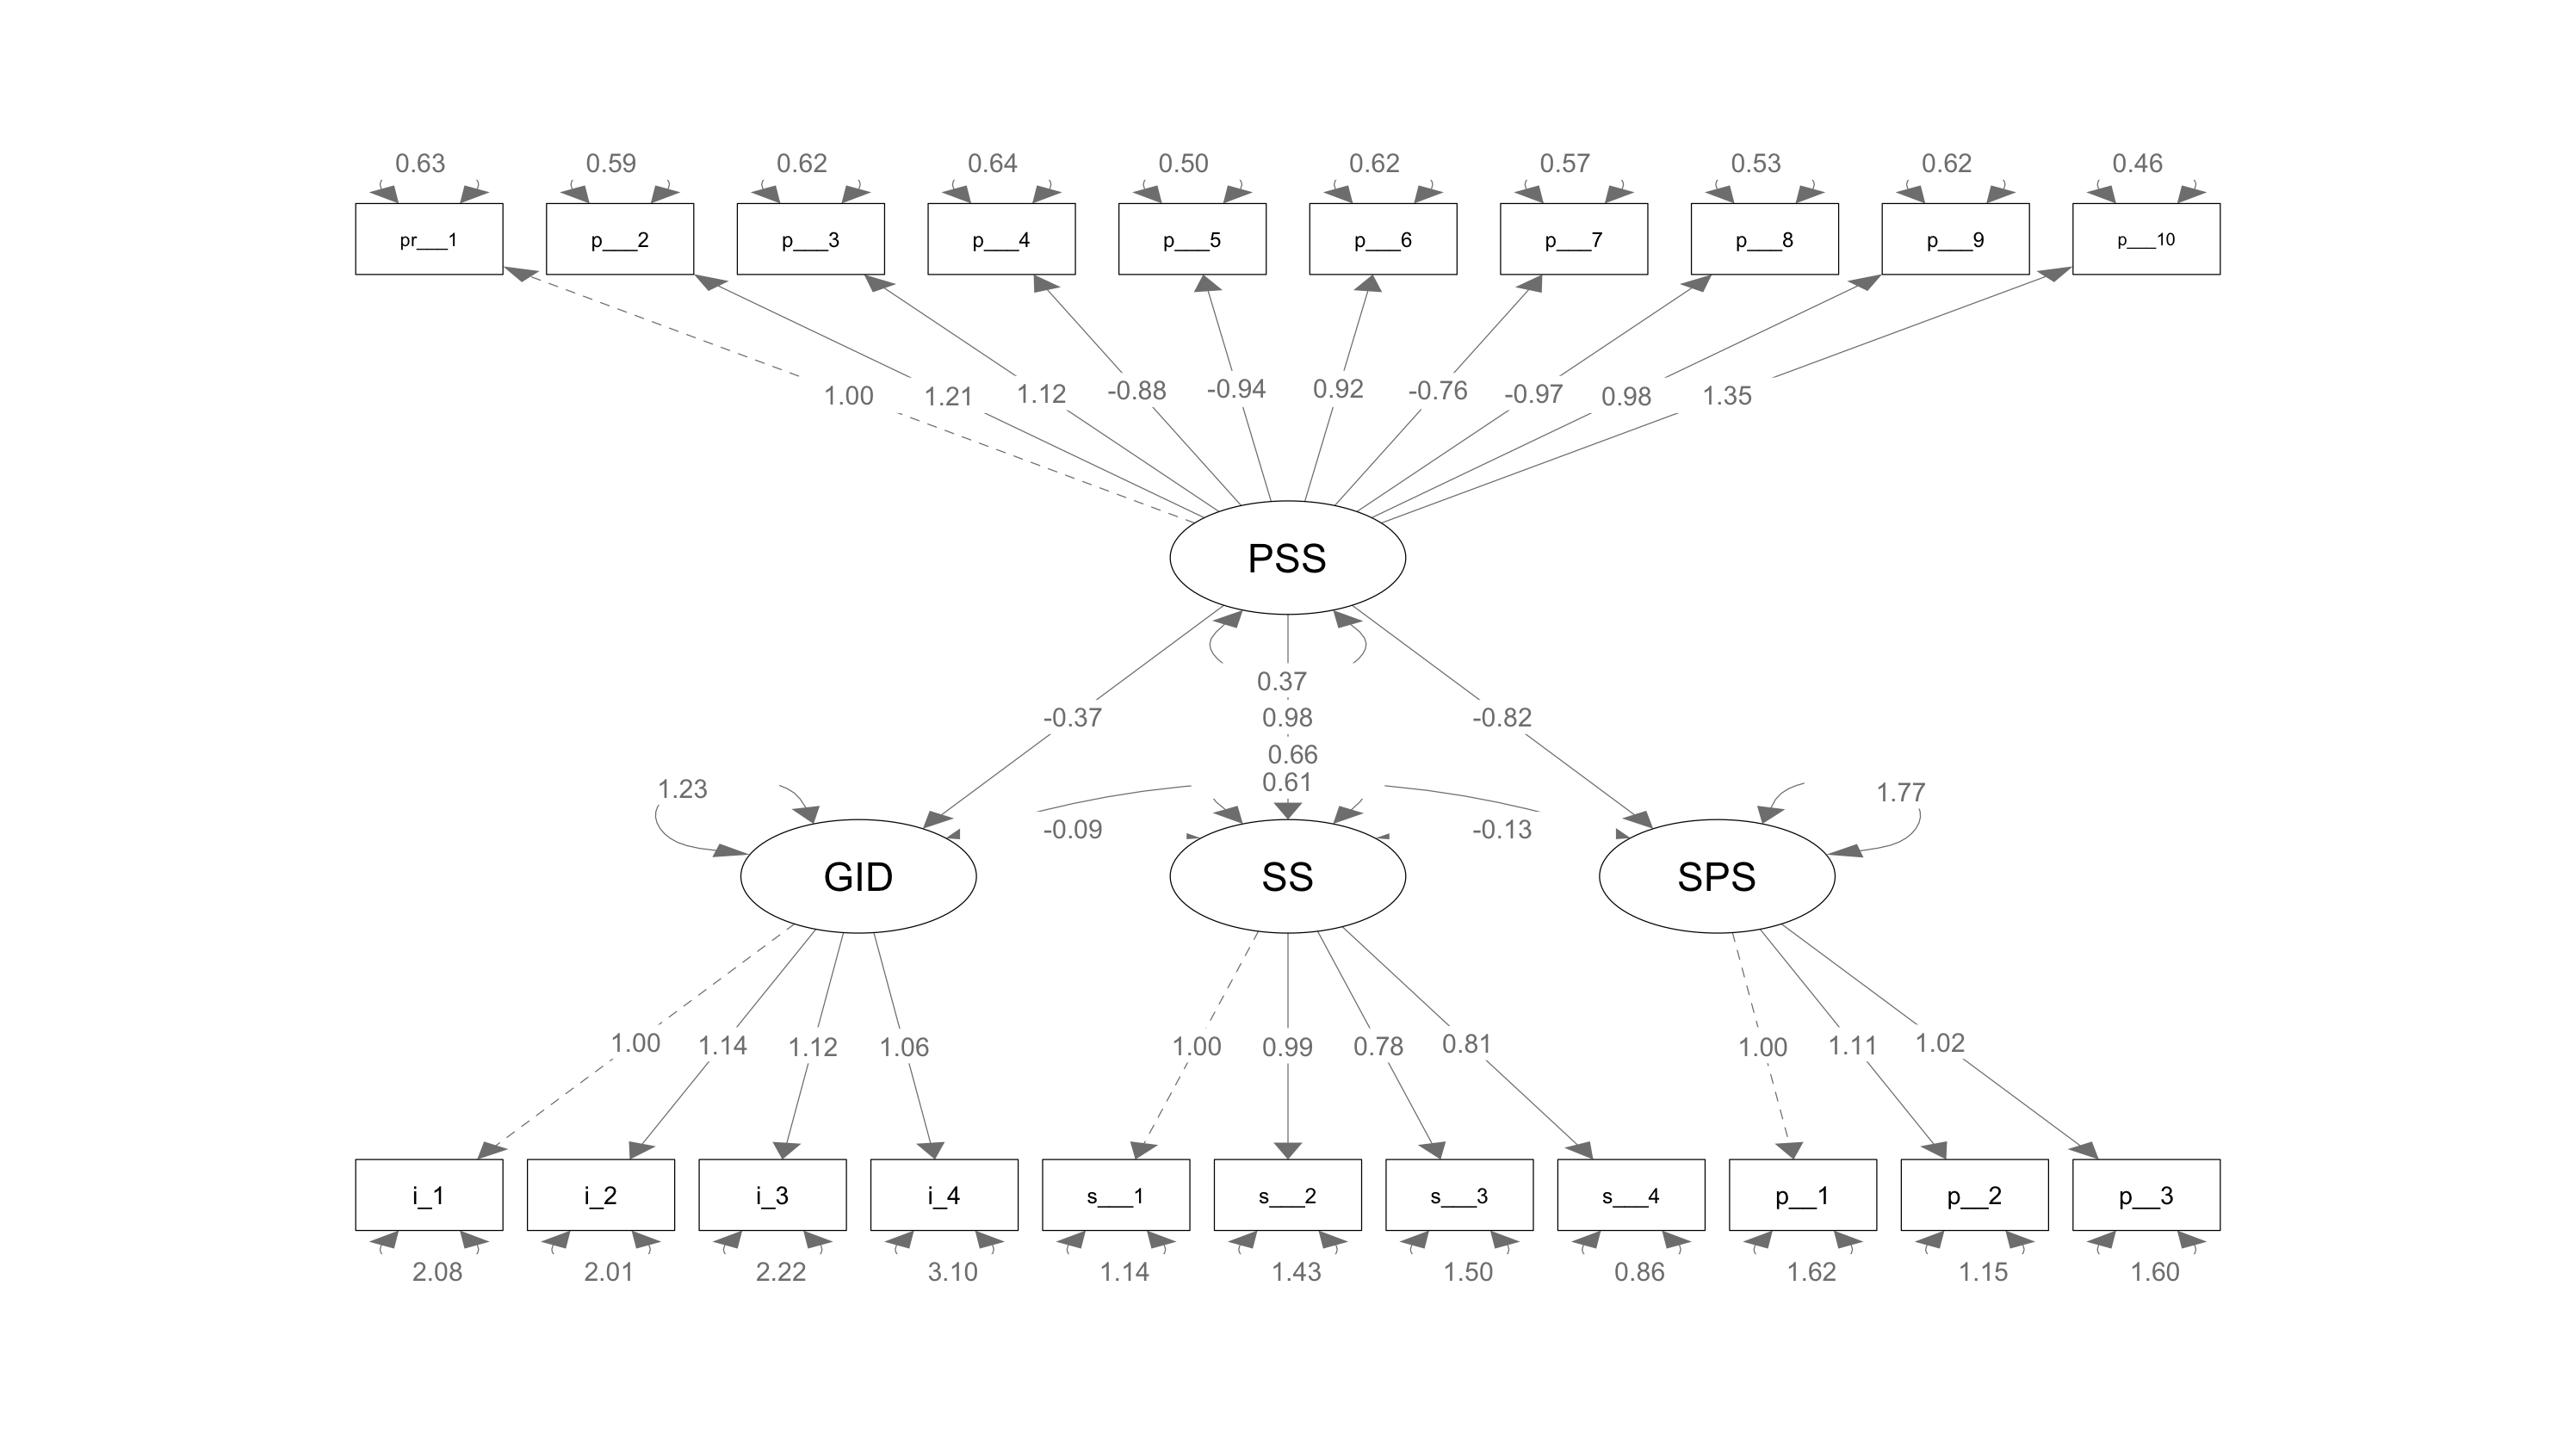 0.63 0.59 0.62 0.64 0.50 0.62 0.57 0.53 0.62 0.46
pr___1 p___2 p___3 p___4 p___5 p___6 p___7 p___8 p___9 p___10
1.00 1.21 1.12 -0.88 -0.94 0.92 -0.76 -0.97 0.98 1.35
PSS
0.37
-0.37 0.98 -0.82
0.66
0.61
1.23 1.77
-0.09 -0.13
GID SS SPS
1.00 1.14 1.12 1.06 1.00 0.99 0.78 0.81 1.00 1.11 1.02
i_1 i_2 i_3 i_4 s___1 s___2 s___3 s___4 p__1 p__2 p__3
2.08 2.01 2.22 3.10 1.14 1.43 1.50 0.86 1.62 1.15 1.60